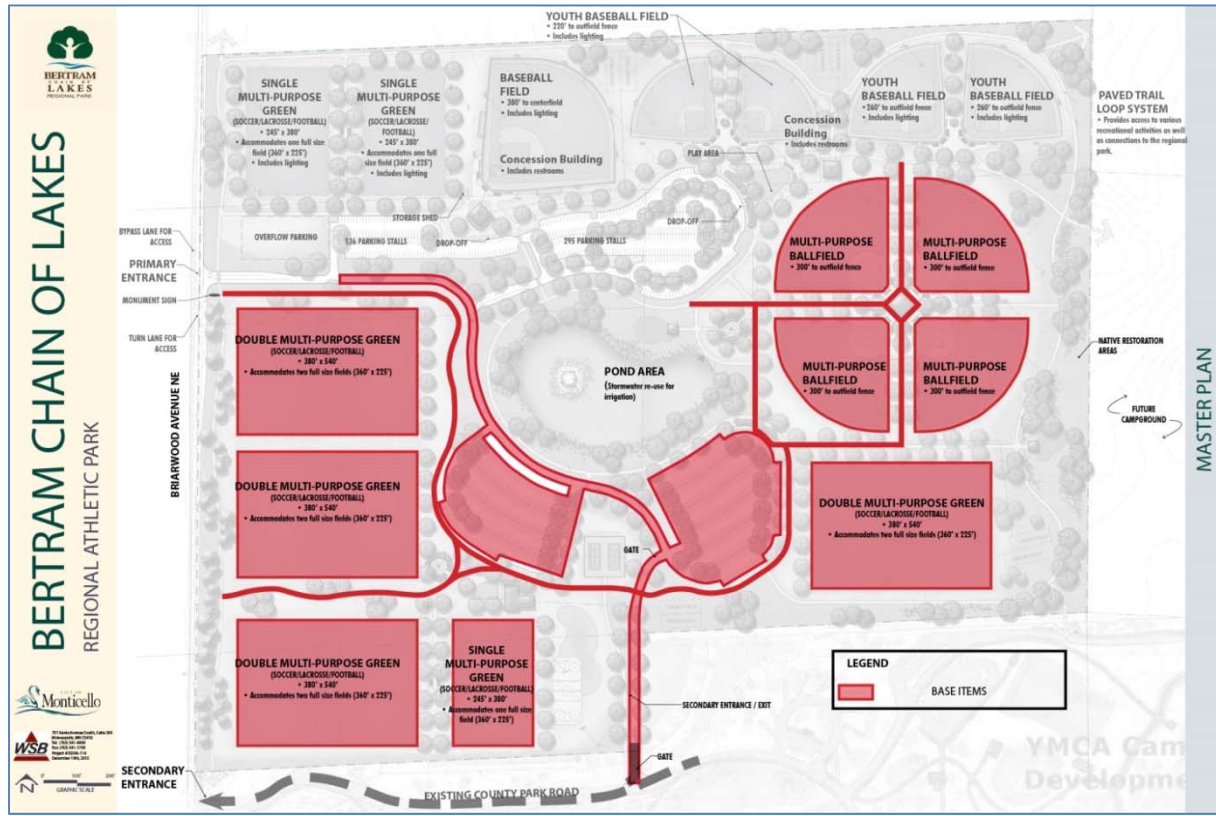 BERTRAM
CHAIN OF
LAKES
REGIONAL PARK
BERTRAM CHAIN OF LAKES
REGIONAL ATHLETIC PARK
CITY OF
Monticello
WSB
0' 100' 200'
GRAPHIC SCALE
N
MASTER PLAN
YOUTH BASEBALL FIELD
• 220' to outfield fence
• Includes lighting
SINGLE
MULTI-PURPOSE
GREEN
(SOCCER/LACROSSE/FOOTBALL)
• 245' x 380'
• Accommodates one full size
field (360' x 225')
• Includes lighting
SINGLE
MULTI-PURPOSE
GREEN
(SOCCER/LACROSSE/
FOOTBALL)
• 245' x 380'
• Accommodates one full
size field (360' x 225')
• Includes lighting
BASEBALL
FIELD
• 380' to centerfield
• Includes lighting
Concession Building
• Includes restrooms
Concession
Building
• Includes restrooms
YOUTH
BASEBALL FIELD
• 260' to outfield fence
• Includes lighting
YOUTH
BASEBALL FIELD
• 260' to outfield fence
• Includes lighting
PAVED TRAIL
LOOP SYSTEM
• Provides access to various
recreational activities as well
as connections to the regional
park.
PLAY AREA
STORAGE SHED
DROP-OFF
DROP-OFF
BYPASS LANE FOR
ACCESS
OVERFLOW PARKING
136 PARKING STALLS
295 PARKING STALLS
PRIMARY
ENTRANCE
MONUMENT SIGN
TURN LANE FOR
ACCESS
BRIARWOOD AVENUE NE
MULTI-PURPOSE
BALLFIELD
• 300' to outfield fence
MULTI-PURPOSE
BALLFIELD
• 300' to outfield fence
MULTI-PURPOSE
BALLFIELD
• 300' to outfield fence
MULTI-PURPOSE
BALLFIELD
• 300' to outfield fence
DOUBLE MULTI-PURPOSE GREEN
(SOCCER/LACROSSE/FOOTBALL)
• 380' x 540'
• Accommodates two full size fields (360' x 225')
POND AREA
(Stormwater re-use for
irrigation)
NATIVE RESTORATION
AREAS
FUTURE
CAMPGROUND
DOUBLE MULTI-PURPOSE GREEN
(SOCCER/LACROSSE/FOOTBALL)
• 380' x 540'
• Accommodates two full size fields (360' x 225')
DOUBLE MULTI-PURPOSE GREEN
(SOCCER/LACROSSE/FOOTBALL)
• 380' x 540'
• Accommodates two full size fields (360' x 225')
GATE
DOUBLE MULTI-PURPOSE GREEN
(SOCCER/LACROSSE/FOOTBALL)
• 380' x 540'
• Accommodates two full size fields (360' x 225')
SINGLE
MULTI-PURPOSE
GREEN
(SOCCER/LACROSSE/FOOTBALL)
• 245' x 380'
• Accommodates one full size
field (360' x 225')
SECONDARY ENTRANCE / EXIT
LEGEND
BASE ITEMS
GATE
YMCA Cam
Developme
SECONDARY
ENTRANCE
EXISTING COUNTY PARK ROAD